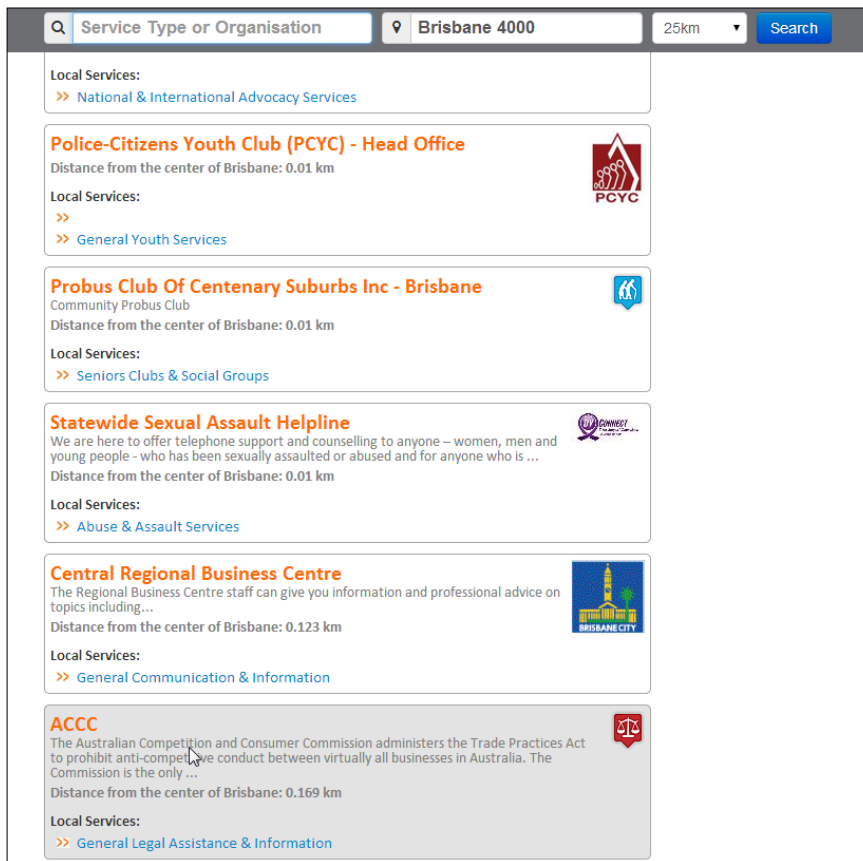 Service Type or Organisation
Brisbane 4000
25km
Search
Local Services:
>> National & International Advocacy Services
Police-Citizens Youth Club (PCYC) - Head Office
Distance from the center of Brisbane: 0.01 km
PCYC
Local Services:
>>
>> General Youth Services
Probus Club Of Centenary Suburbs Inc - Brisbane
Community Probus Club
Distance from the center of Brisbane: 0.01 km
Local Services:
>> Seniors Clubs & Social Groups
Statewide Sexual Assault Helpline
CONNECT
We are here to offer telephone support and counselling to anyone – women, men and
young people - who has been sexually assaulted or abused and for anyone who is ...
Distance from the center of Brisbane: 0.01 km
Local Services:
>> Abuse & Assault Services
Central Regional Business Centre
The Regional Business Centre staff can give you information and professional advice on
topics including...
Distance from the center of Brisbane: 0.123 km
BRISBANE CITY
Local Services:
>> General Communication & Information
ACCC
The Australian Competition and Consumer Commission administers the Trade Practices Act
to prohibit anti-competitive conduct between virtually all businesses in Australia. The
Commission is the only ...
Distance from the center of Brisbane: 0.169 km
Local Services:
>> General Legal Assistance & Information